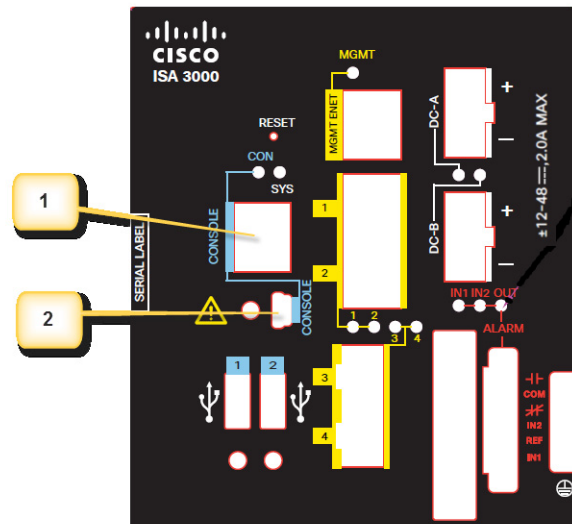 CISCO
ISA 3000
MGMT
MGMT ENET
RESET
CON
SYS
CONSOLE
CONSOLE
SERIAL LABEL
1
2
1
2
1 2
3 4
3
4
1
2
DC-A
+
−
DC-B
+
−
±12-48⎓, 2.0A MAX
IN1 IN2 OUT
ALARM
COM
IN2
REF
IN1